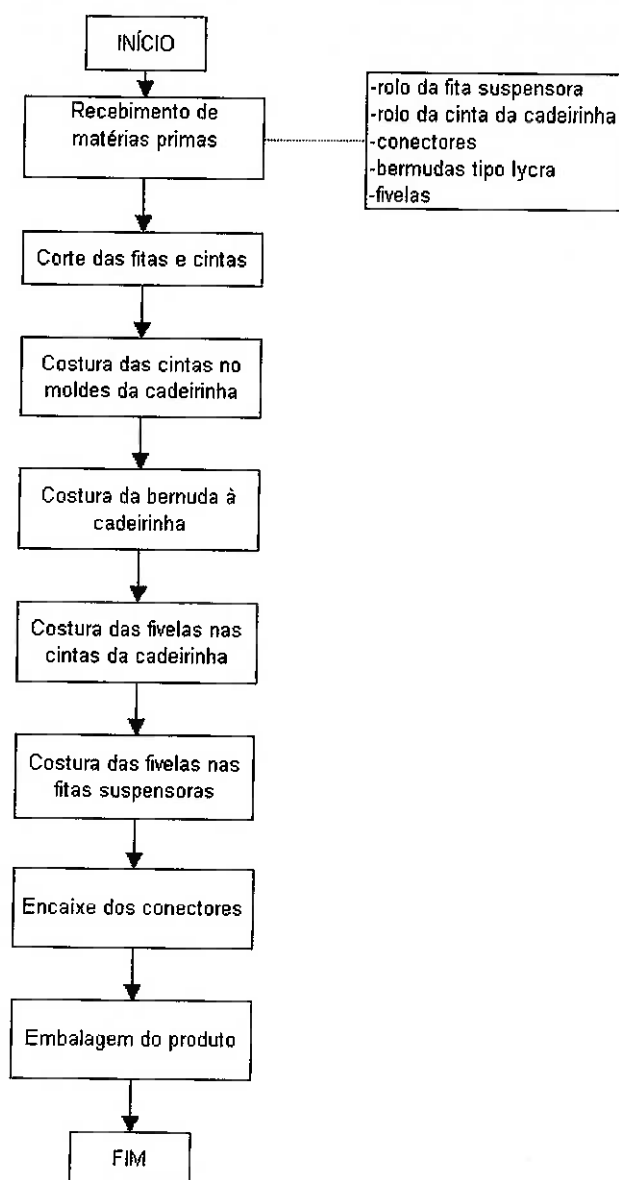 INÍCIO
Recebimento de
matérias primas
-rolo da fita suspensora
-rolo da cinta da cadeirinha
-conectores
-bermudas tipo lycra
-fivelas
Corte das fitas e cintas
Costura das cintas no
moldes da cadeirinha
Costura da bernuda à
cadeirinha
Costura das fivelas nas
cintas da cadeirinha
Costura das fivelas nas
fitas suspensoras
Encaixe dos conectores
Embalagem do produto
FIM